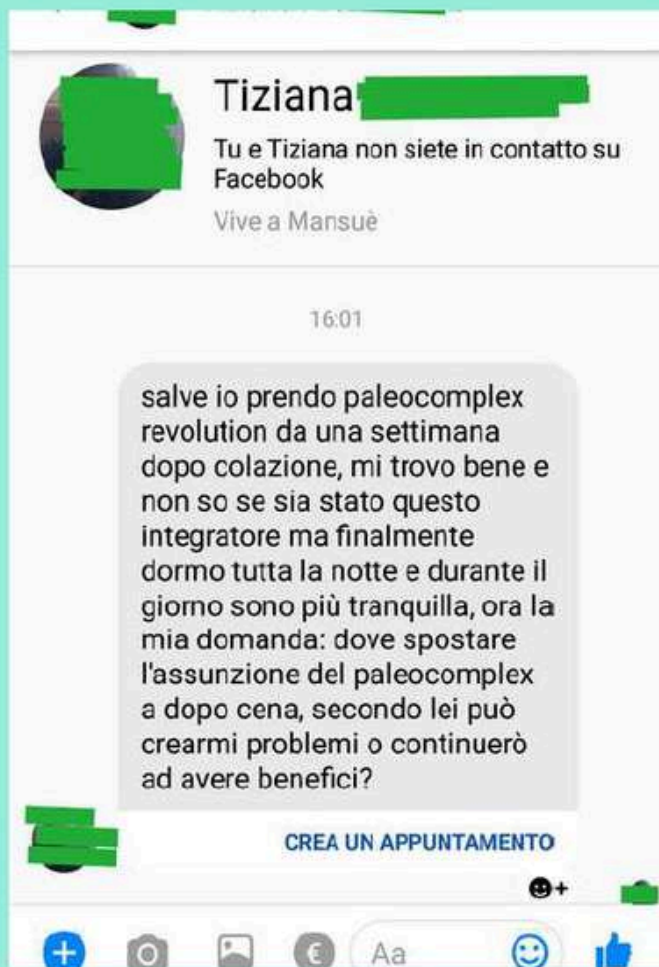 Tiziana
Tu e Tiziana non siete in contatto su
Facebook
Vive a Mansuè
16:01
salve io prendo paleocomplex
revolution da una settimana
dopo colazione, mi trovo bene e
non so se sia stato questo
integratore ma finalmente
dormo tutta la notte e durante il
giorno sono più tranquilla, ora la
mia domanda: dove spostare
l'assunzione del paleocomplex
a dopo cena, secondo lei può
crearmi problemi o continuerò
ad avere benefici?
CREA UN APPUNTAMENTO
Aa